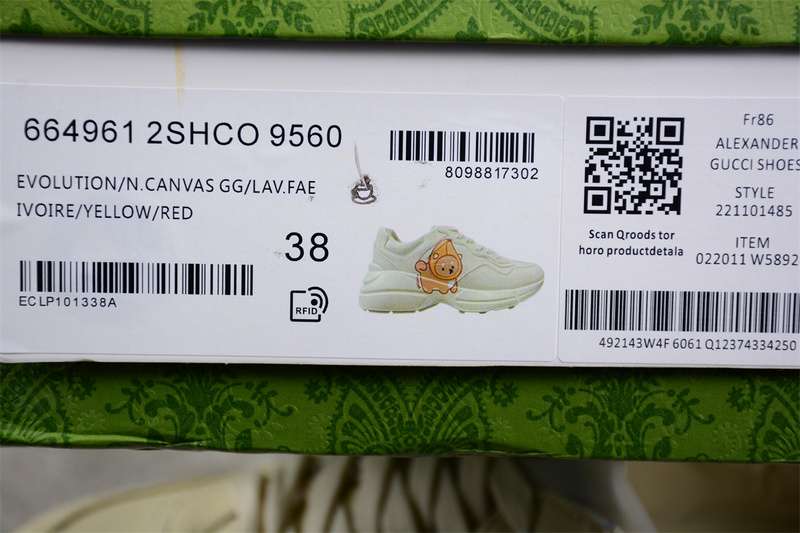 664961 2SHCO 9560
8098817302
EVOLUTION/N.CANVAS GG/LAV.FAE
IVOIRE/YELLOW/RED
38
RFID
ECLP101338A
Fr86
ALEXANDER
GUCCI SHOES
STYLE
221101485
Scan Qroods tor
horo productdetala
ITEM
022011 W5892
492143W4F 6061 Q12374334250